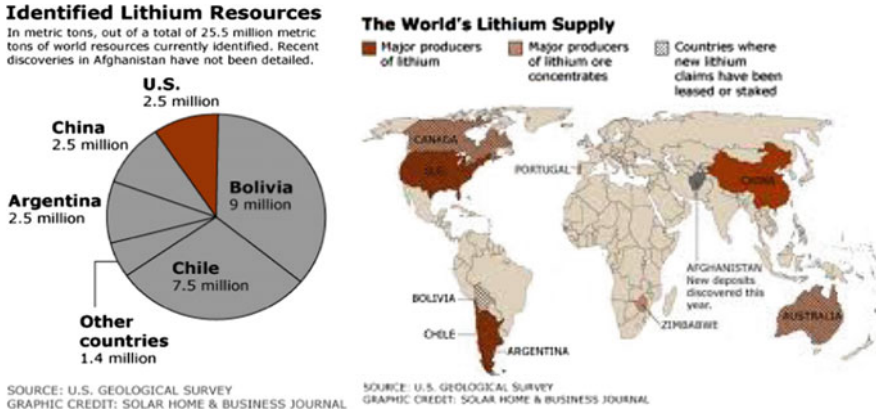 Identified Lithium Resources
In metric tons, out of a total of 25.5 million metric
tons of world resources currently identified. Recent
discoveries in Afghanistan have not been detailed.
U.S.
2.5 million
China
2.5 million
Argentina
2.5 million
Bolivia
9 million
Chile
7.5 million
Other
countries
1.4 million
SOURCE: U.S. GEOLOGICAL SURVEY
GRAPHIC CREDIT: SOLAR HOME & BUSINESS JOURNAL
The World's Lithium Supply
Major producers
of lithium
Major producers
of lithium ore
concentrates
Countries where
new lithium
claims have been
leased or staked
CANADA
U.S.
PORTUGAL
CHINA
AFGHANISTAN
New deposits
discovered this
year.
BOLIVIA
CHILE
ARGENTINA
ZIMBABWE
AUSTRALIA
SOURCE: U.S. GEOLOGICAL SURVEY
GRAPHIC CREDIT: SOLAR HOME & BUSINESS JOURNAL